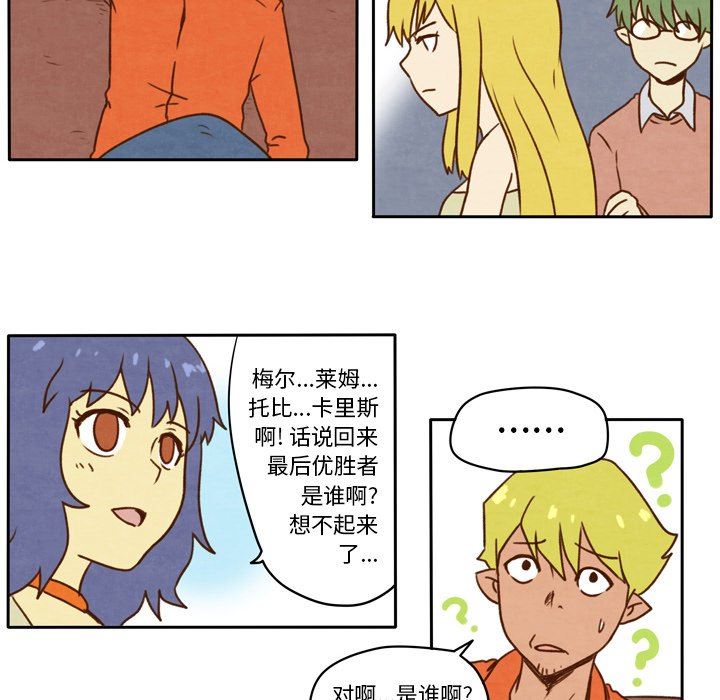 梅尔...莱姆...
托比...卡里斯
啊! 话说回来
最后优胜者
是谁啊?
想不起来
了...
······
?
?
?
对啊...是谁啊?